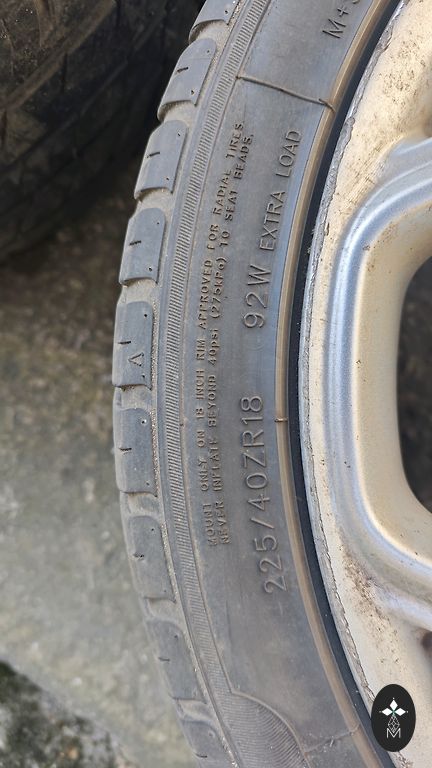 MOUNT ONLY ON 18 INCH RIM APPROVED FOR RADIAL TIRES.
NEVER INFLATE BEYOND 40psi (275kPa) TO SEAT BEADS.
225/40ZR18 92W EXTRA LOAD